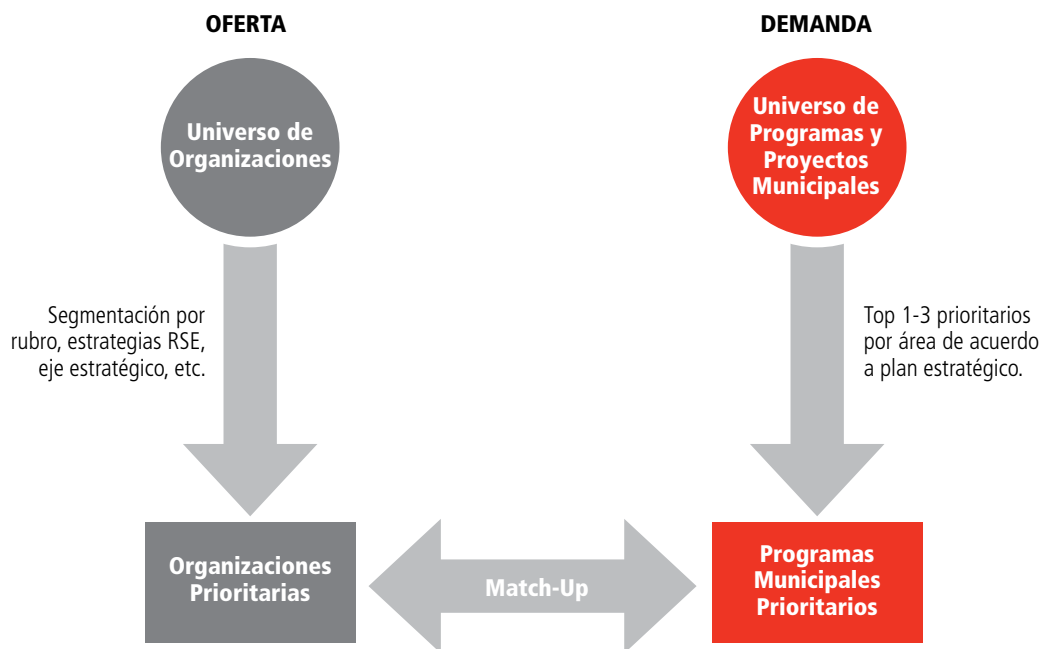 OFERTA
DEMANDA
Universo de
Organizaciones
Universo de
Programas y
Proyectos
Municipales
Segmentación por
rubro, estrategias RSE,
eje estratégico, etc.
Top 1-3 prioritarios
por área de acuerdo
a plan estratégico.
Organizaciones
Prioritarias
Match-Up
Programas
Municipales
Prioritarios